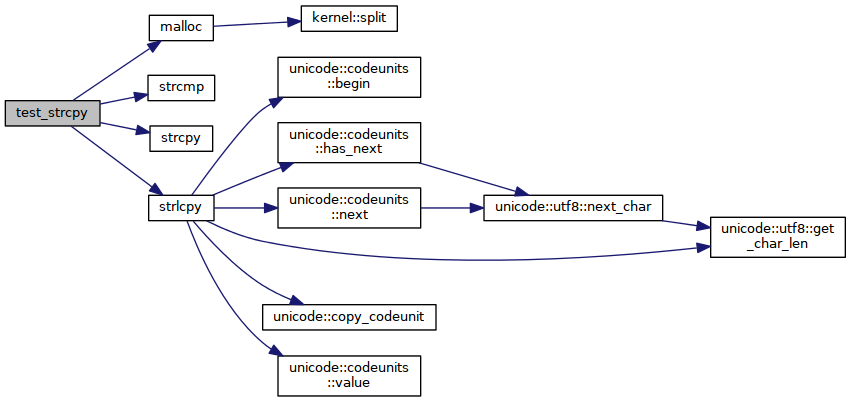 test_strcpy
malloc
kernel::split
strcmp
strcpy
strlcpy
unicode::codeunits
::begin
unicode::codeunits
::has_next
unicode::codeunits
::next
unicode::utf8::next_char
unicode::utf8::get
_char_len
unicode::copy_codeunit
unicode::codeunits
::value